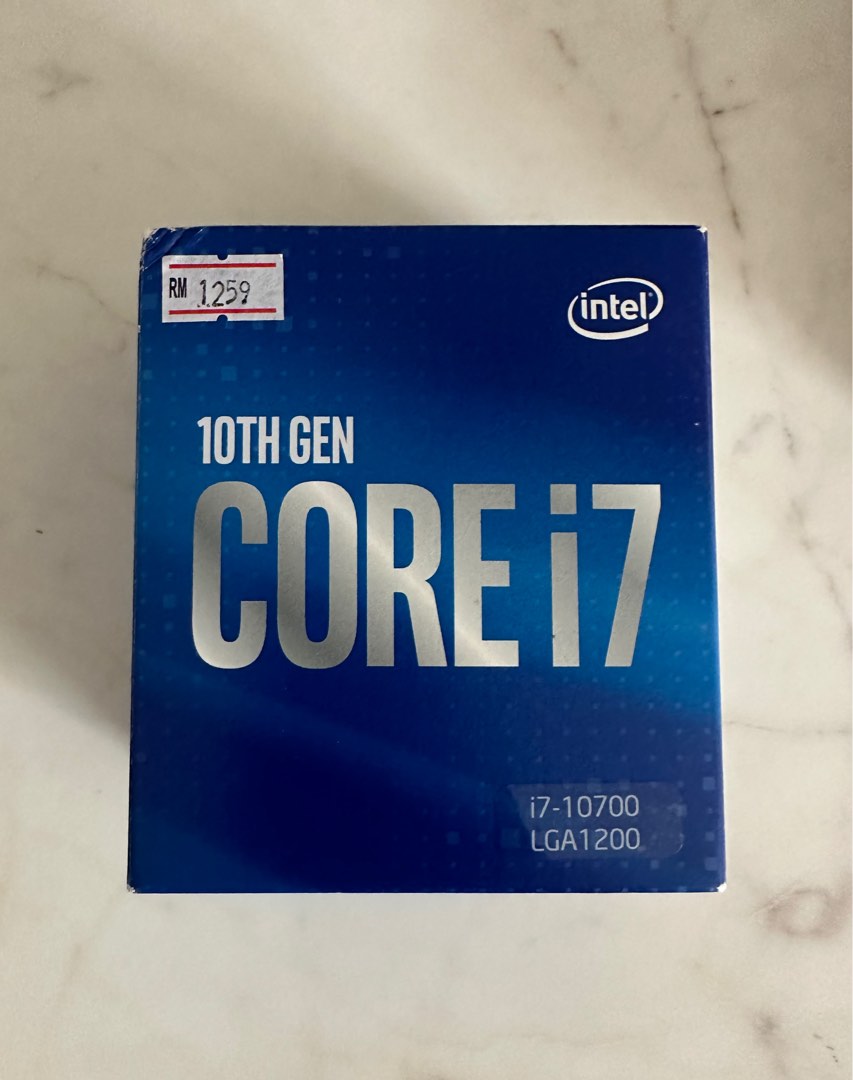 RM 1259
intel®
10TH GEN
CORE i7
i7-10700
LGA1200